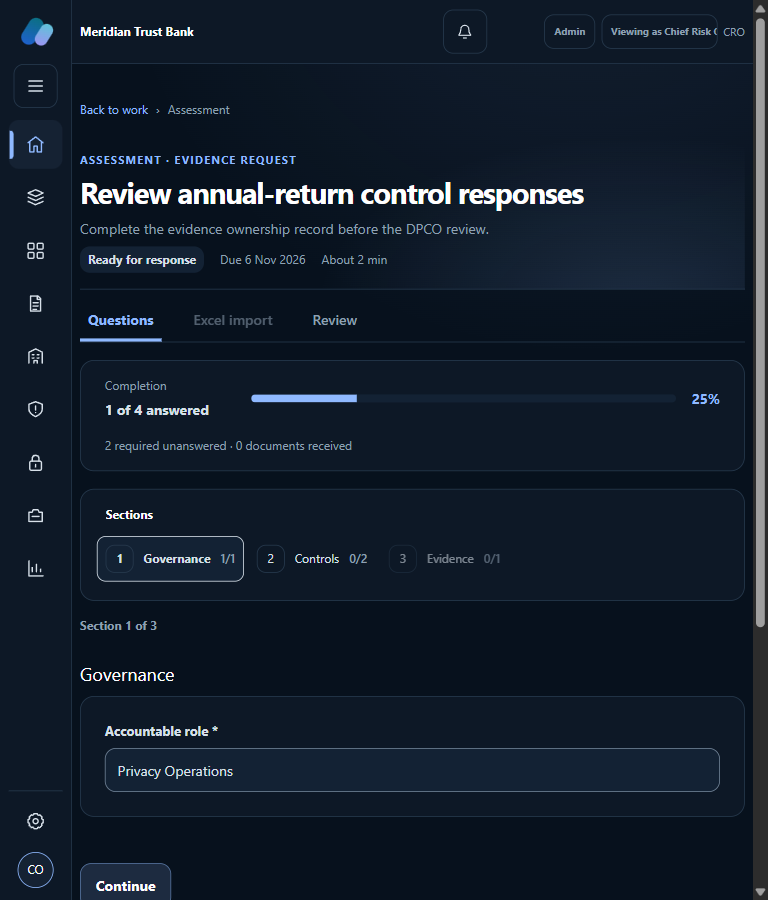 Meridian Trust Bank
Admin
Viewing as Chief Risk
CRO
Back to work › Assessment
ASSESSMENT · EVIDENCE REQUEST
Review annual-return control responses
Complete the evidence ownership record before the DPCO review.
Ready for response Due 6 Nov 2026 About 2 min
Questions Excel import Review
Completion
1 of 4 answered
25%
2 required unanswered · 0 documents received
Sections
1 Governance 1/1 2 Controls 0/2 3 Evidence 0/1
Section 1 of 3
Governance
Accountable role *
Privacy Operations
Continue
CO